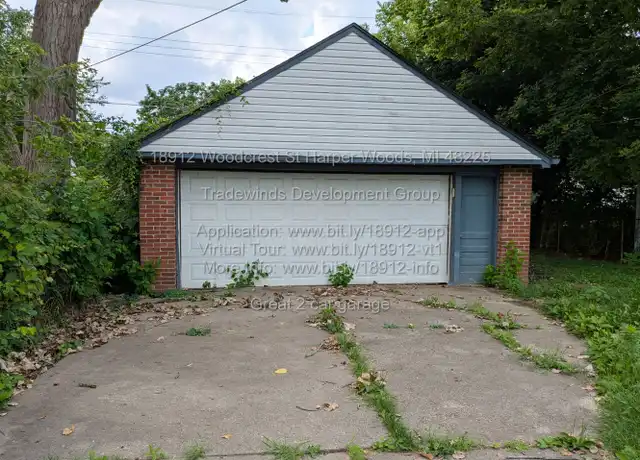 18912 Woodcrest St Harper Woods, MI 48225
Tradewinds Development Group
Application: www.bit.ly/18912-app
Virtual Tour: www.bit.ly/18912-vt1
More Info: www.bit.ly/18912-info
Great 2 car garage